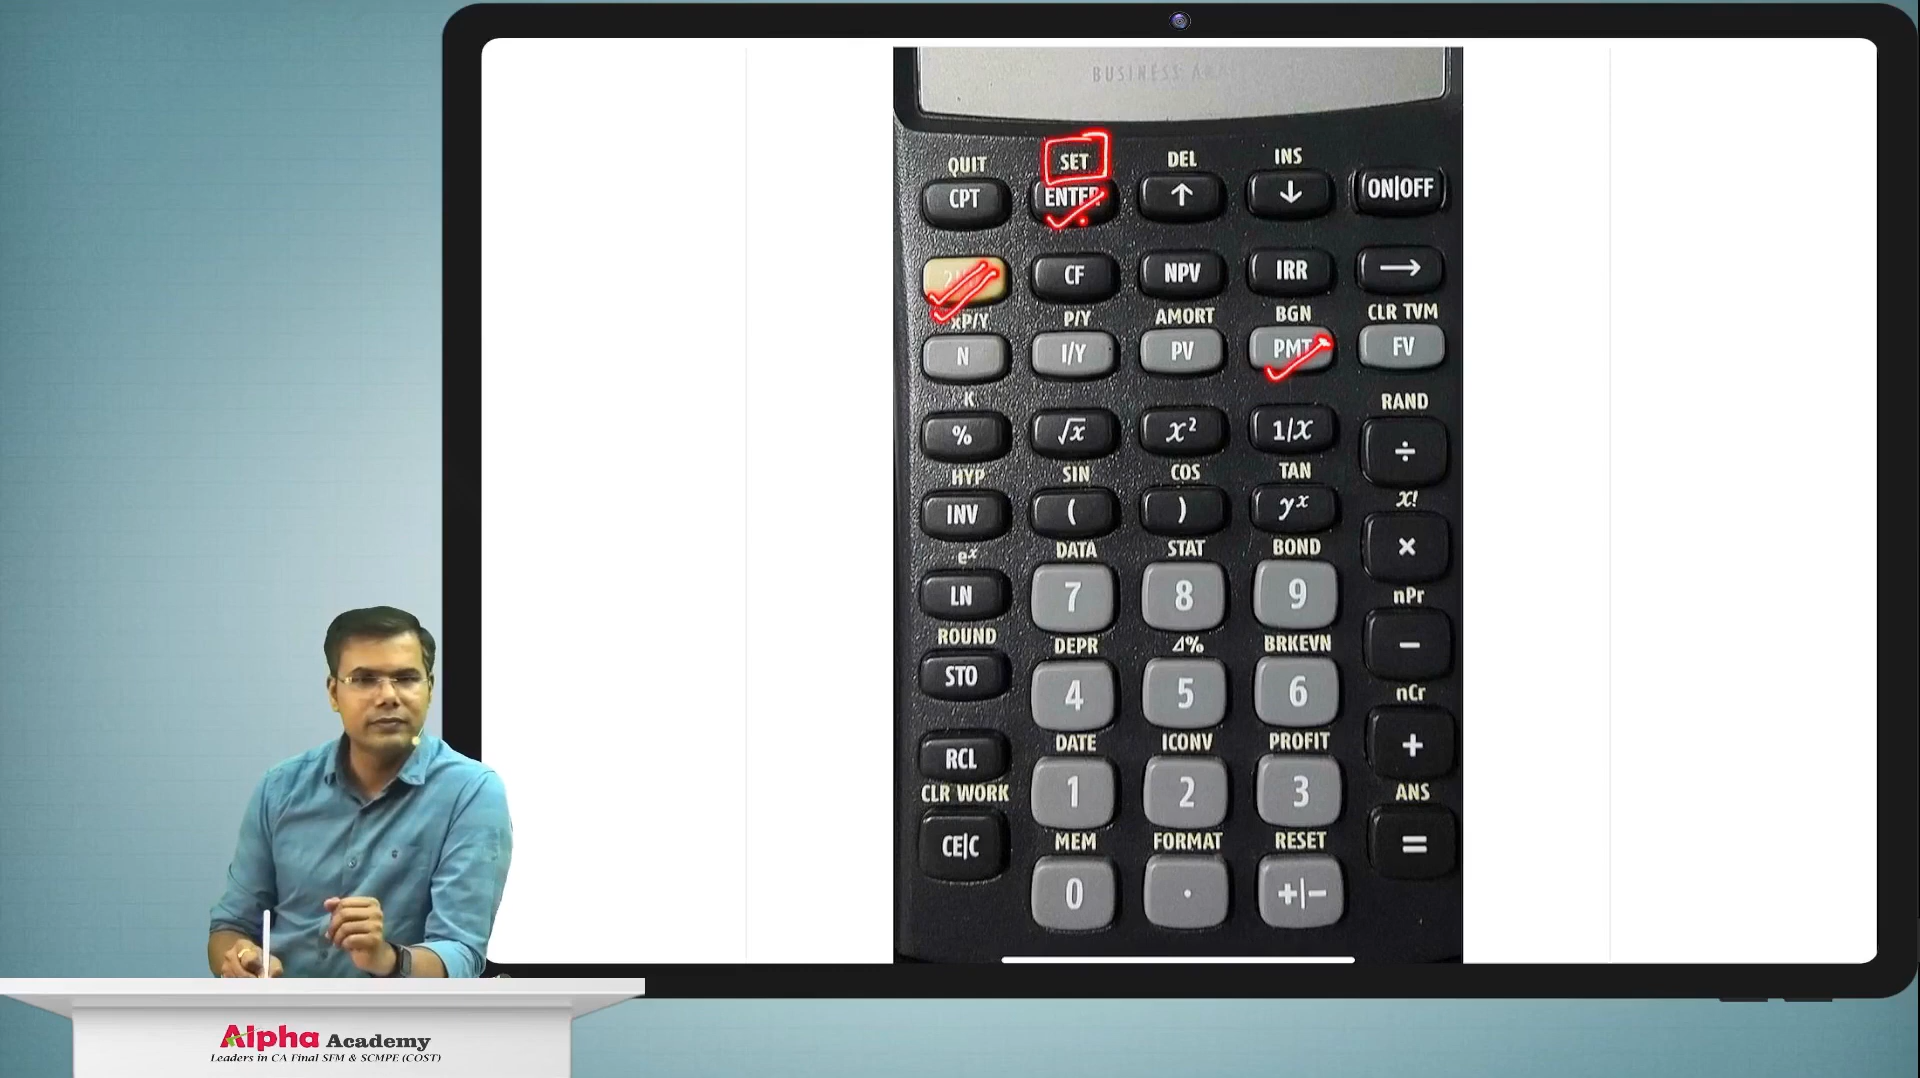 BUSINESS ANA
QUIT SET DEL INS
CPT ENTER ↑ ↓ ON|OFF
CF NPV IRR →
xP/Y P/Y AMORT BGN CLR TVM
N I/Y PV PMT FV
K RAND
% √x x² 1/x ÷
HYP SIN COS TAN x!
INV ( ) yˣ ×
eˣ DATA STAT BOND nPr
LN 7 8 9 −
ROUND DEPR Δ% BRKEVN nCr
STO 4 5 6 +
DATE ICONV PROFIT ANS
RCL 1 2 3 =
CLR WORK MEM FORMAT RESET
CE|C 0 . +|−
Alpha Academy
Leaders in CA Final SFM & SCMPE (COST)